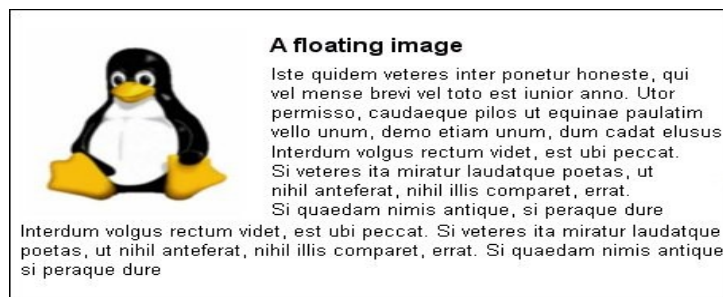 A floating image
Iste quidem veteres inter ponetur honeste, qui
vel mense brevi vel toto est iunior anno. Utor
permisso, caudaeque pilos ut equinae paulatim
vello unum, demo etiam unum, dum cadat elusus
Interdum volgus rectum videt, est ubi peccat.
Si veteres ita miratur laudatque poetas, ut
nihil anteferat, nihil illis comparet, errat.
Si quaedam nimis antique, si peraque dure
Interdum volgus rectum videt, est ubi peccat. Si veteres ita miratur laudatque
poetas, ut nihil anteferat, nihil illis comparet, errat. Si quaedam nimis antique
si peraque dure